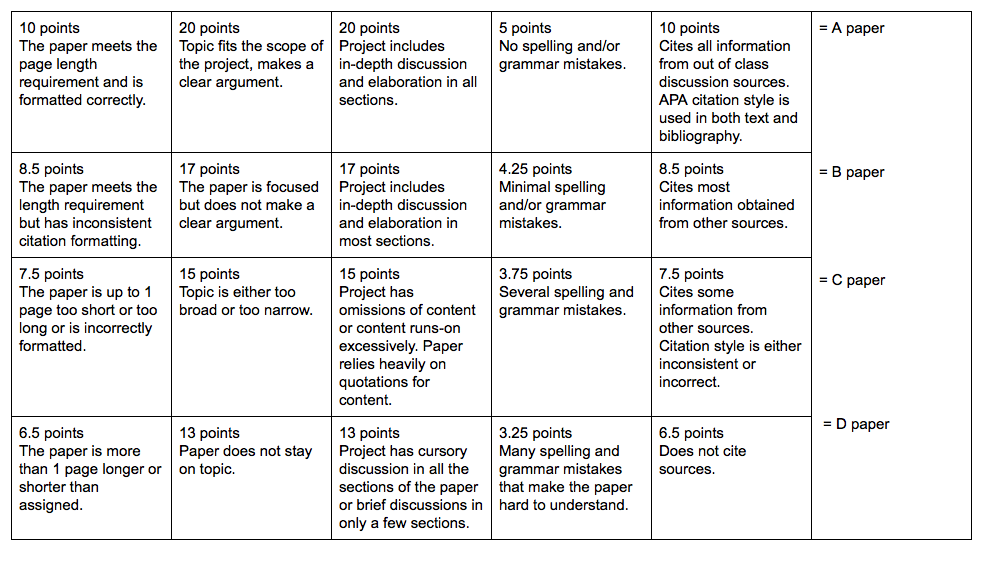 10 points
The paper meets the
page length
requirement and is
formatted correctly.
20 points
Topic fits the scope of
the project, makes a
clear argument.
20 points
Project includes
in-depth discussion
and elaboration in all
sections.
5 points
No spelling and/or
grammar mistakes.
10 points
Cites all information
from out of class
discussion sources.
APA citation style is
used in both text and
bibliography.
= A paper
8.5 points
The paper meets the
length requirement
but has inconsistent
citation formatting.
17 points
The paper is focused
but does not make a
clear argument.
17 points
Project includes
in-depth discussion
and elaboration in
most sections.
4.25 points
Minimal spelling
and/or grammar
mistakes.
8.5 points
Cites most
information obtained
from other sources.
= B paper
7.5 points
The paper is up to 1
page too short or too
long or is incorrectly
formatted.
15 points
Topic is either too
broad or too narrow.
15 points
Project has
omissions of content
or content runs-on
excessively. Paper
relies heavily on
quotations for
content.
3.75 points
Several spelling and
grammar mistakes.
7.5 points
Cites some
information from
other sources.
Citation style is either
inconsistent or
incorrect.
= C paper
6.5 points
The paper is more
than 1 page longer or
shorter than
assigned.
13 points
Paper does not stay
on topic.
13 points
Project has cursory
discussion in all the
sections of the paper
or brief discussions in
only a few sections.
3.25 points
Many spelling and
grammar mistakes
that make the paper
hard to understand.
6.5 points
Does not cite
sources.
= D paper